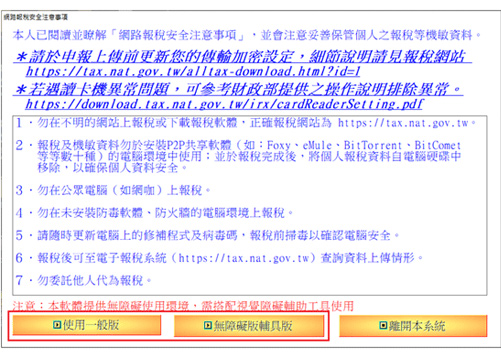 網路報稅安全注意事項
本人已閱讀並瞭解「網路報稅安全注意事項」，並會注意妥善保管個人之報稅等機敏資料。
＊請於申報上傳前更新您的傳輸加密設定，細節說明請見報稅網站
https://tax.nat.gov.tw/alltax-download.html?id=1
＊若遇讀卡機異常問題，可參考財政部提供之操作說明排除異常。
https://download.tax.nat.gov.tw/irx/cardReaderSetting.pdf
１．勿在不明的網站上報稅或下載報稅軟體，正確報稅網站為 https://tax.nat.gov.tw。
２．報稅及機敏資料勿於安裝P2P共享軟體（如：Foxy、eMule、BitTorrent、BitComet
等等數十種）的電腦環境中使用；並於報稅完成後，將個人報稅資料自電腦硬碟中
移除，以確保個人資料安全。
３．勿在公眾電腦（如網咖）上報稅。
４．勿在未安裝防毒軟體、防火牆的電腦環境上報稅。
５．請隨時更新電腦上的修補程式及病毒碼，報稅前掃毒以確認電腦安全。
６．報稅後可至電子報稅系統（https://tax.nat.gov.tw）查詢資料上傳情形。
７．勿委託他人代為報稅。
注意：本軟體提供無障礙使用環境，需搭配視覺障礙輔助工具使用
使用一般版
無障礙版輔具版
離開本系統